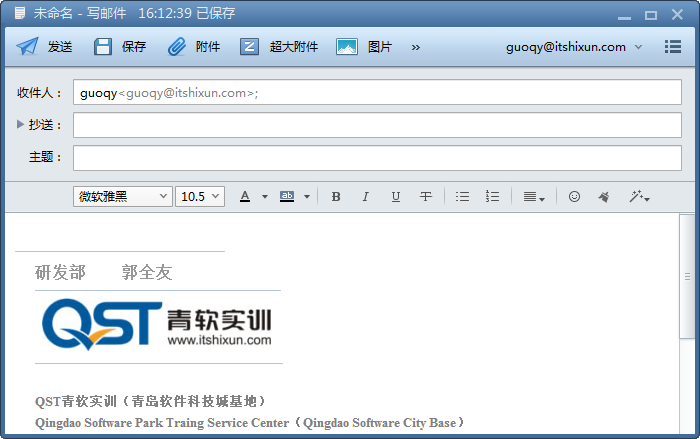 未命名 - 写邮件 16:12:39 已保存
发送 保存 附件 超大附件 图片 » guoqy@itshixun.com
收件人： guoqy<guoqy@itshixun.com>;
抄送：
主题：
微软雅黑 10.5 A ab B I U T
研发部 郭全友
QST 青软实训
www.itshixun.com
QST青软实训（青岛软件科技城基地）
Qingdao Software Park Traing Service Center（Qingdao Software City Base）